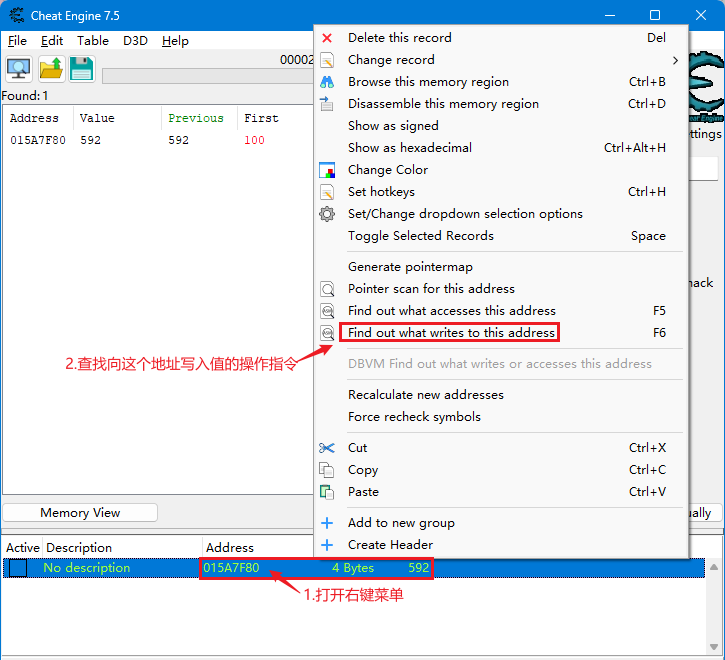 Cheat Engine 7.5
File Edit Table D3D Help
Found: 1
Address Value Previous First
015A7F80 592 592 100
Delete this record Del
Change record
Browse this memory region Ctrl+B
Disassemble this memory region Ctrl+D
Show as signed
Show as hexadecimal Ctrl+Alt+H
Change Color
Set hotkeys Ctrl+H
Set/Change dropdown selection options
Toggle Selected Records Space
Generate pointermap
Pointer scan for this address
Find out what accesses this address F5
Find out what writes to this address F6
DBVM Find out what writes or accesses this address
Recalculate new addresses
Force recheck symbols
Cut Ctrl+X
Copy Ctrl+C
Paste Ctrl+V
Add to new group
Create Header
2.查找向这个地址写入值的操作指令
Memory View
Active Description Address
No description 015A7F80 4 Bytes 592
1.打开右键菜单